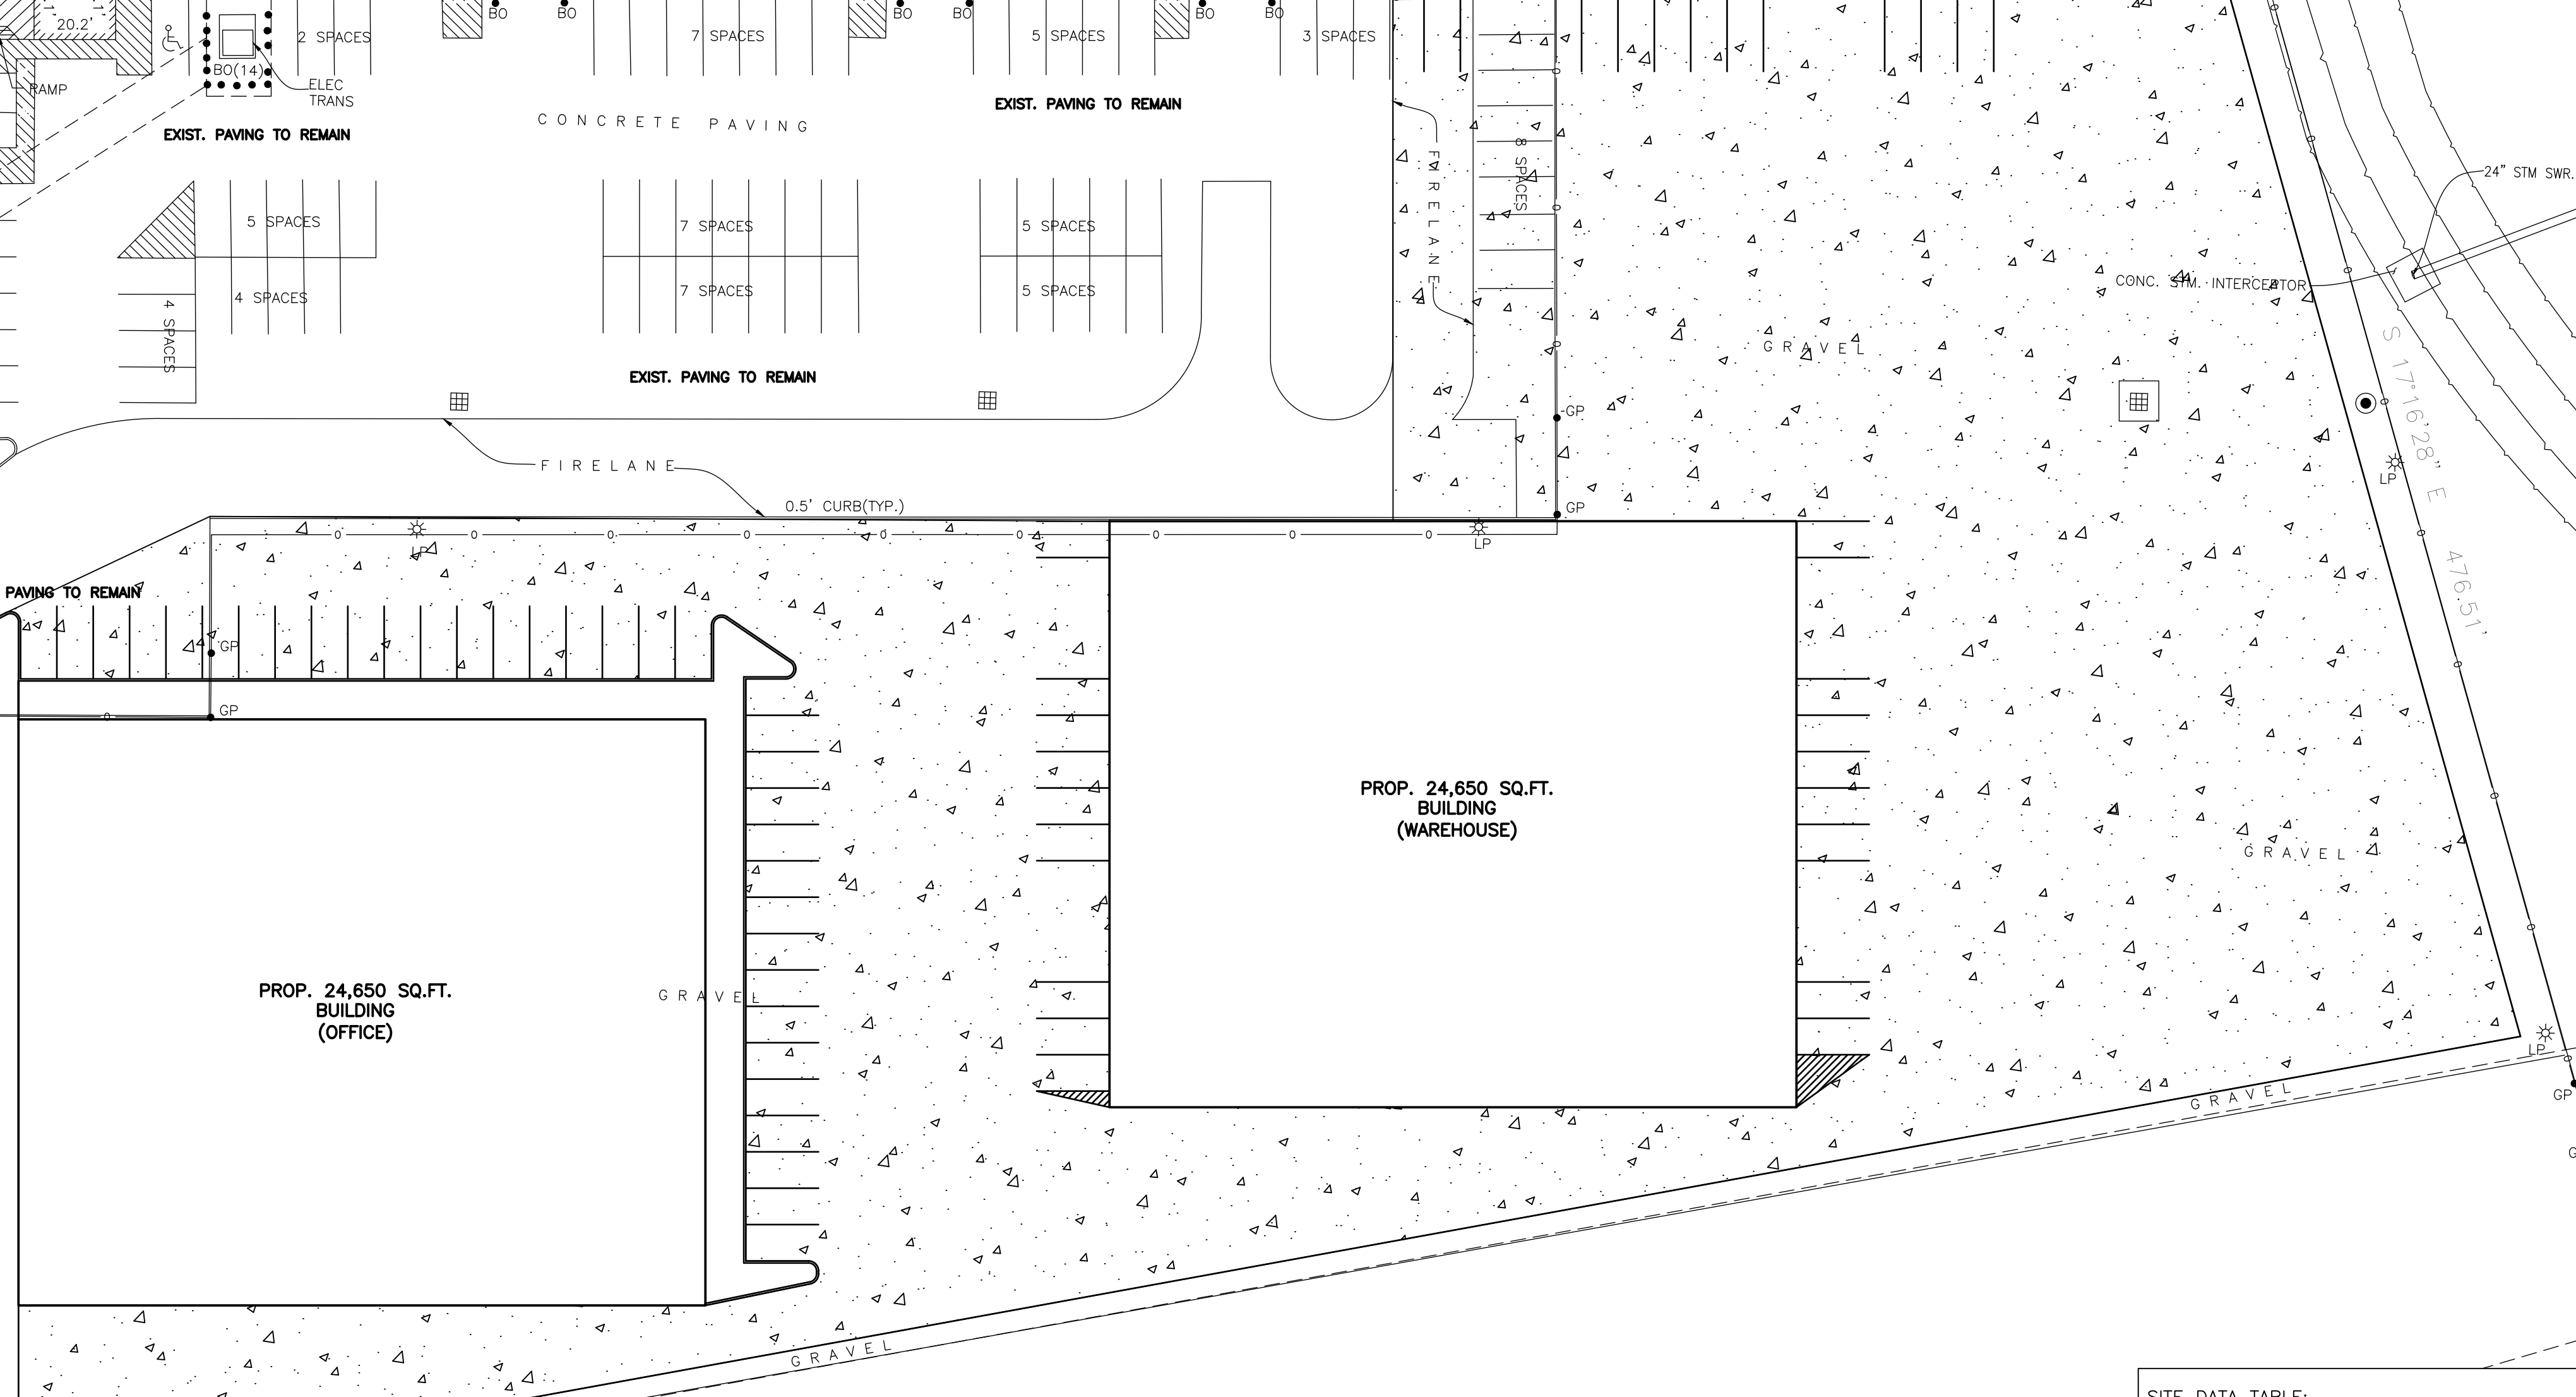 20.2'
RAMP
BO(14)
ELEC
TRANS
2 SPACES
BO
BO
7 SPACES
BO
BO
5 SPACES
BO
BO
3 SPACES
EXIST. PAVING TO REMAIN
CONCRETE PAVING
EXIST. PAVING TO REMAIN
FIRELANE
8 SPACES
24" STM SWR.
5 SPACES
7 SPACES
5 SPACES
4 SPACES
7 SPACES
5 SPACES
4 SPACES
CONC. STM. INTERCEPTOR
GRAVEL
EXIST. PAVING TO REMAIN
S 17°16'28" E
476.51'
GP
LP
FIRELANE
0.5' CURB(TYP.)
GP
LP
LP
PAVING TO REMAIN
GP
GP
PROP. 24,650 SQ.FT.
BUILDING
(WAREHOUSE)
GRAVEL
PROP. 24,650 SQ.FT.
BUILDING
(OFFICE)
GRAVEL
LP
GP
GRAVEL
G
GRAVEL
SITE DATA TABLE: